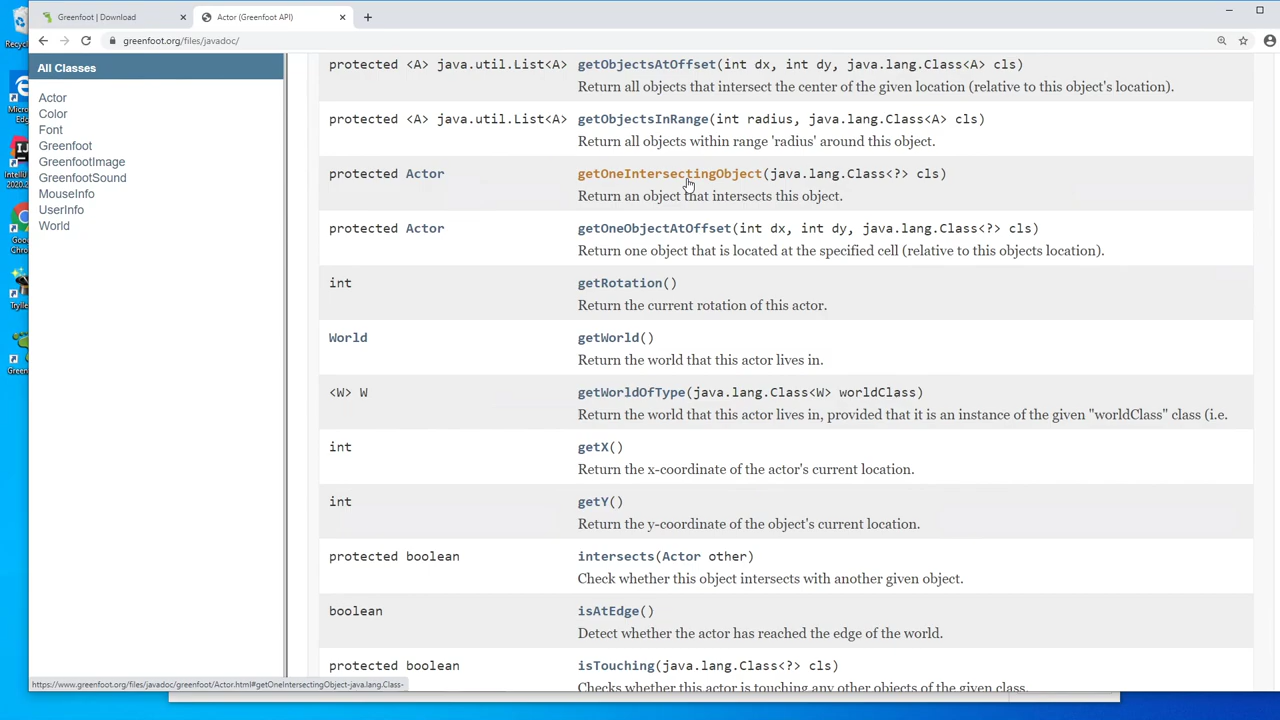 Greenfoot | Download
Actor (Greenfoot API)
greenfoot.org/files/javadoc/
All Classes
Actor
Color
Font
Greenfoot
GreenfootImage
GreenfootSound
MouseInfo
UserInfo
World
protected <A> java.util.List<A> getObjectsAtOffset(int dx, int dy, java.lang.Class<A> cls)
Return all objects that intersect the center of the given location (relative to this object's location).
protected <A> java.util.List<A> getObjectsInRange(int radius, java.lang.Class<A> cls)
Return all objects within range 'radius' around this object.
protected Actor getOneIntersectingObject(java.lang.Class<?> cls)
Return an object that intersects this object.
protected Actor getOneObjectAtOffset(int dx, int dy, java.lang.Class<?> cls)
Return one object that is located at the specified cell (relative to this objects location).
int getRotation()
Return the current rotation of this actor.
World getWorld()
Return the world that this actor lives in.
<W> W getWorldOfType(java.lang.Class<W> worldClass)
Return the world that this actor lives in, provided that it is an instance of the given "worldClass" class (i.e.
int getX()
Return the x-coordinate of the actor's current location.
int getY()
Return the y-coordinate of the object's current location.
protected boolean intersects(Actor other)
Check whether this object intersects with another given object.
boolean isAtEdge()
Detect whether the actor has reached the edge of the world.
protected boolean isTouching(java.lang.Class<?> cls)
Checks whether this actor is touching any other objects of the given class.
https://www.greenfoot.org/files/javadoc/greenfoot/Actor.html#getOneIntersectingObject-java.lang.Class-